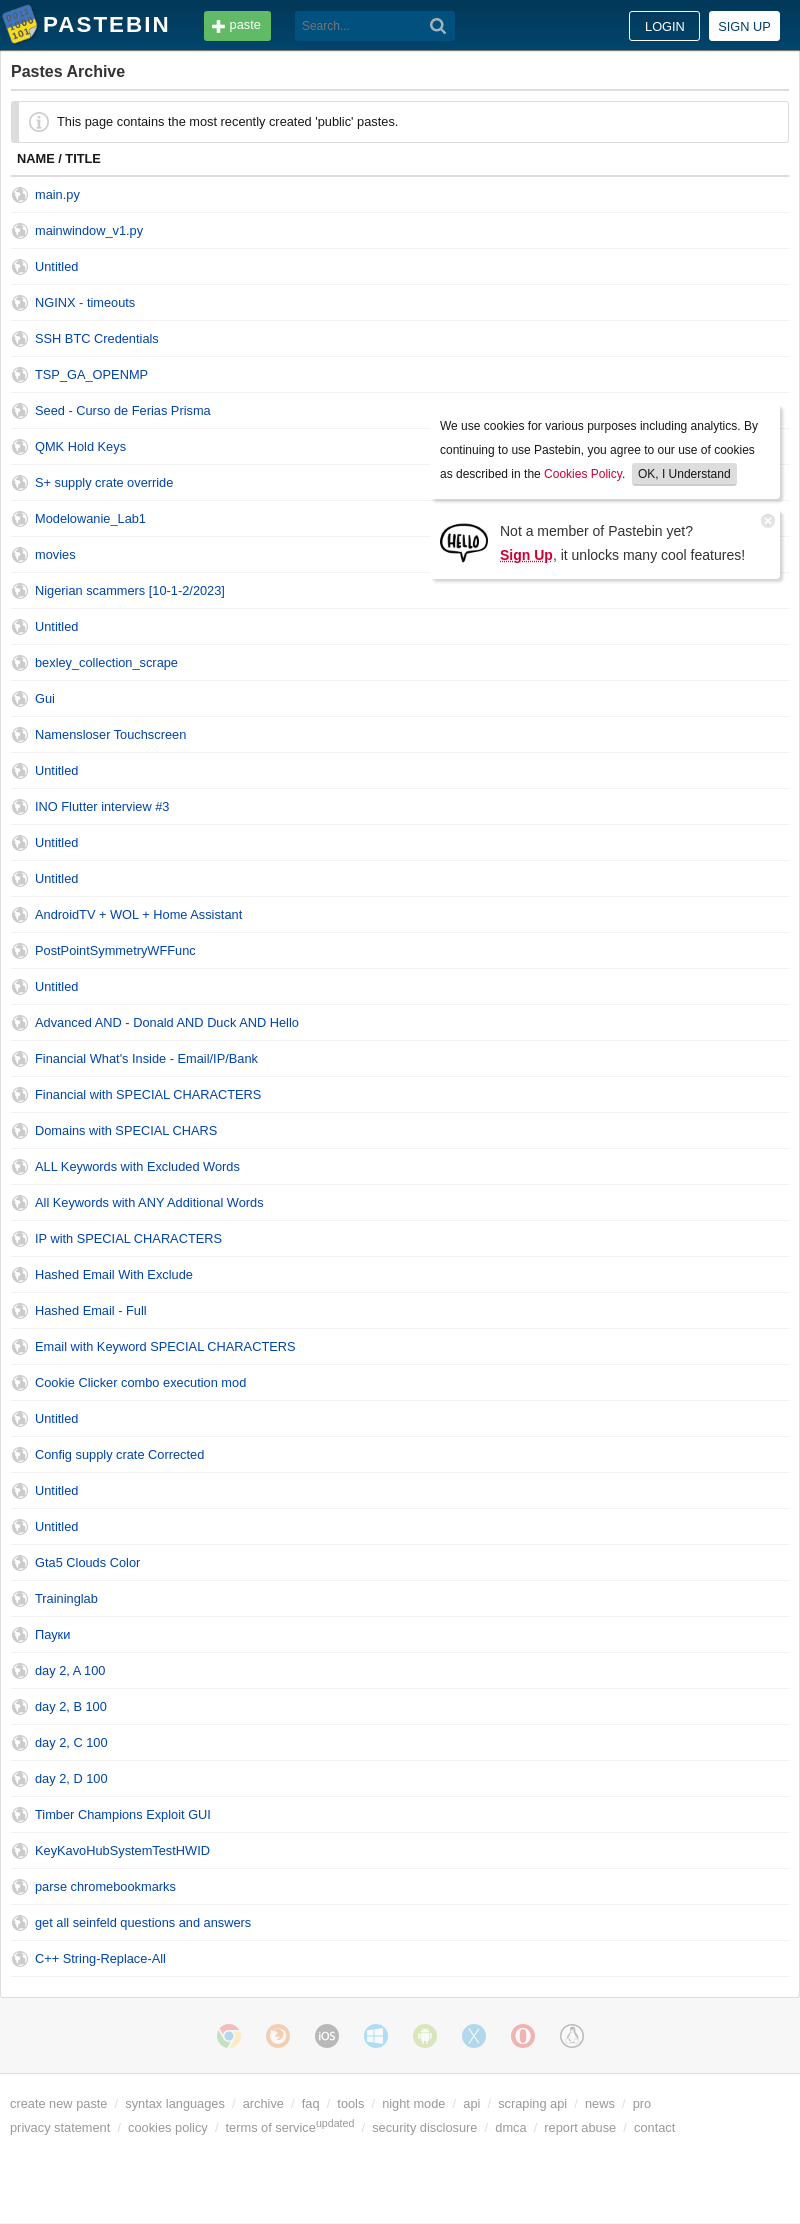 PASTEBIN
paste
Search...
LOGIN
SIGN UP
Pastes Archive
This page contains the most recently created 'public' pastes.
NAME / TITLE
main.py
mainwindow_v1.py
Untitled
NGINX - timeouts
SSH BTC Credentials
TSP_GA_OPENMP
Seed - Curso de Ferias Prisma
QMK Hold Keys
S+ supply crate override
Modelowanie_Lab1
movies
Nigerian scammers [10-1-2/2023]
We use cookies for various purposes including analytics. By
continuing to use Pastebin, you agree to our use of cookies
as described in the Cookies Policy. OK, I Understand
HELLO
Not a member of Pastebin yet?
Sign Up, it unlocks many cool features!
Untitled
bexley_collection_scrape
Gui
Namensloser Touchscreen
Untitled
INO Flutter interview #3
Untitled
Untitled
AndroidTV + WOL + Home Assistant
PostPointSymmetryWFFunc
Untitled
Advanced AND - Donald AND Duck AND Hello
Financial What's Inside - Email/IP/Bank
Financial with SPECIAL CHARACTERS
Domains with SPECIAL CHARS
ALL Keywords with Excluded Words
All Keywords with ANY Additional Words
IP with SPECIAL CHARACTERS
Hashed Email With Exclude
Hashed Email - Full
Email with Keyword SPECIAL CHARACTERS
Cookie Clicker combo execution mod
Untitled
Config supply crate Corrected
Untitled
Untitled
Gta5 Clouds Color
Traininglab
Пауки
day 2, A 100
day 2, B 100
day 2, C 100
day 2, D 100
Timber Champions Exploit GUI
KeyKavoHubSystemTestHWID
parse chromebookmarks
get all seinfeld questions and answers
C++ String-Replace-All
iOS
create new paste / syntax languages / archive / faq / tools / night mode / api / scraping api / news / pro
privacy statement / cookies policy / terms of service updated / security disclosure / dmca / report abuse / contact